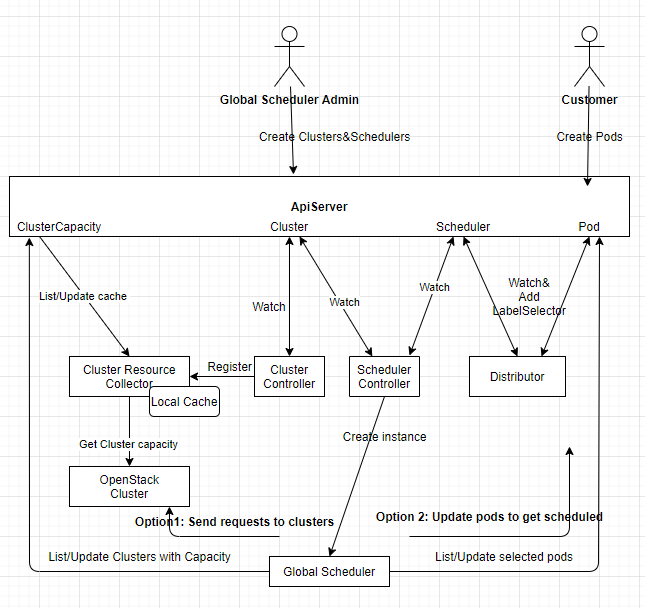 Global Scheduler Admin
Customer
Create Clusters&Schedulers
Create Pods
ApiServer
ClusterCapacity
Cluster
Scheduler
Pod
List/Update cache
Watch
Watch
Watch
Watch&
Add
LabelSelector
Cluster Resource
Collector
Local Cache
Register
Cluster
Controller
Scheduler
Controller
Distributor
Get Cluster capacity
Create instance
OpenStack
Cluster
Option1: Send requests to clusters
Option 2: Update pods to get scheduled
List/Update Clusters with Capacity
List/Update selected pods
Global Scheduler